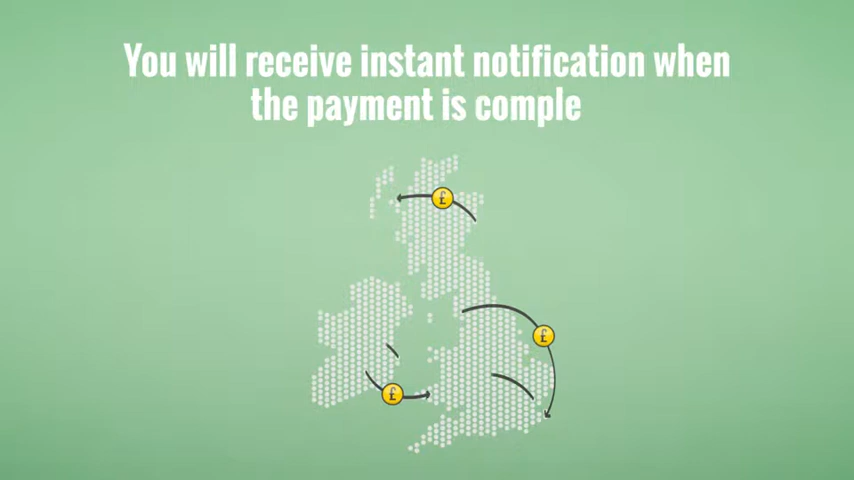 You will receive instant notification when
the payment is comple
£
£
£